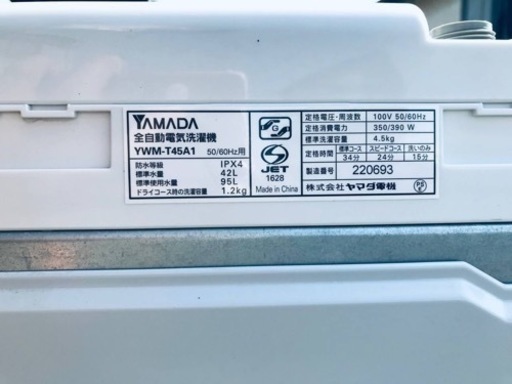 YAMADA
全自動電気洗濯機
YWM-T45A1 50/60Hz用
防水等級 IPX4
標準水量 42L
標準使用水量 95L
ドライコース時の洗濯容量 1.2kg
G
S
JET
1628
Made in China
定格電圧・周波数 100V 50/60Hz
定格消費電力 350/390 W
標準洗濯容量 4.5kg
標準コース スピードコース 洗いのみ
34分 24分 15分
製造番号 220693
株式会社 ヤマダ電機